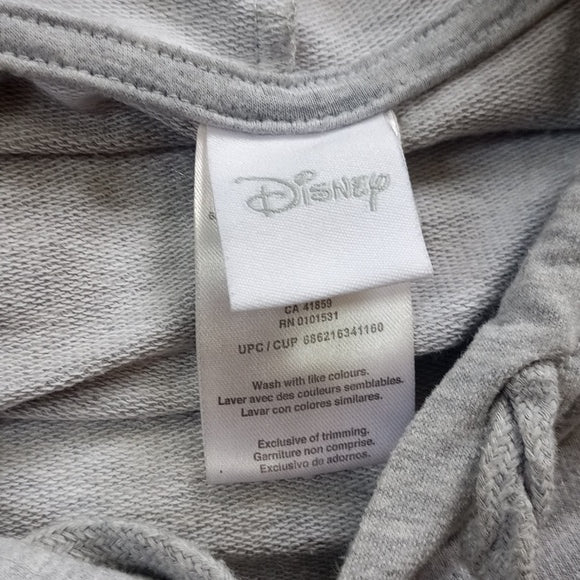 Disney
CA 41859
RN 0101531
UPC / CUP 686216341160
Wash with like colours.
Laver avec des couleurs semblables.
Lavar con colores similares.
Exclusive of trimming.
Garniture non comprise.
Exclusivo de adornos.